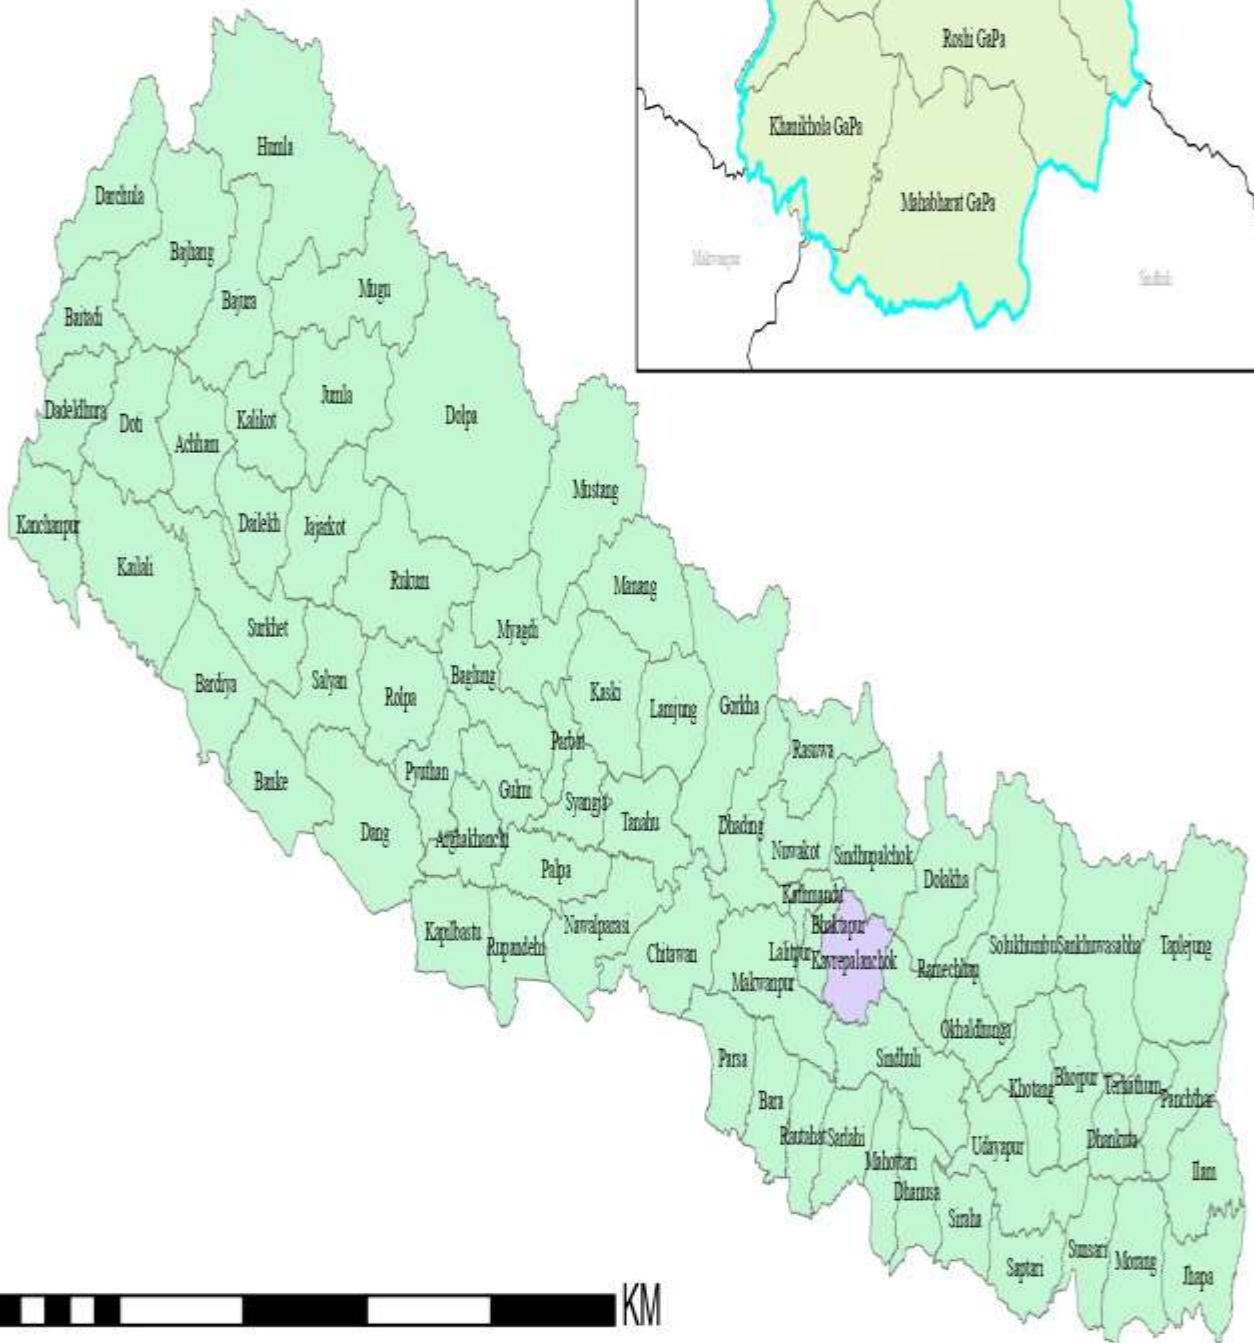 Roshi GaPa
Khanikhola GaPa
Mahabharat GaPa
Makwanpur
Sindhuli
Humla
Darchula
Bajhang
Mugu
Bajura
Baitadi
Jumla
Dadeldhura
Doti
Kalikot
Dolpa
Achham
Mustang
Kanchanpur
Dailekh
Jajarkot
Kailali
Rukum
Manang
Surkhet
Myagdi
Bardiya
Salyan
Baglung
Rolpa
Kaski
Lamjung
Gorkha
Parbat
Rasuwa
Pyuthan
Banke
Gulmi
Syangja
Tanahu
Dhading
Dang
Arghakhanchi
Nuwakot
Sindhupalchok
Palpa
Dolakha
Kathmandu
Kapilbastu
Rupandehi
Nawalparasi
Bhaktapur
Chitawan
Lalitpur
Kavrepalanchok
Makwanpur
Ramechhap
Solukhumbu
Sankhuwasabha
Taplejung
Okhaldhunga
Parsa
Sindhuli
Bara
Khotang
Bhojpur
Terhathum
Panchthar
Rautahat
Sarlahi
Udayapur
Dhankuta
Mahottari
Ilam
Dhanusa
Siraha
Saptari
Sunsari
Morang
Jhapa
KM